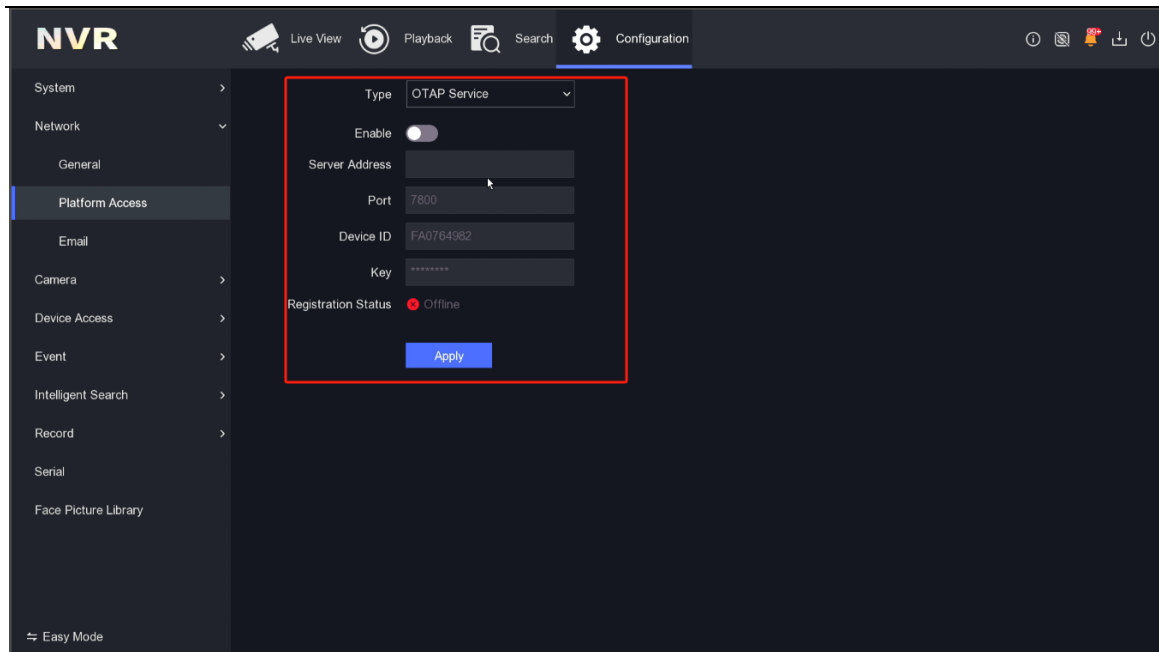 NVR
Live View
Playback
Search
Configuration
99+
System
Network
General
Platform Access
Email
Camera
Device Access
Event
Intelligent Search
Record
Serial
Face Picture Library
Easy Mode
Type OTAP Service
Enable
Server Address
Port 7800
Device ID FA0764982
Key ********
Registration Status Offline
Apply